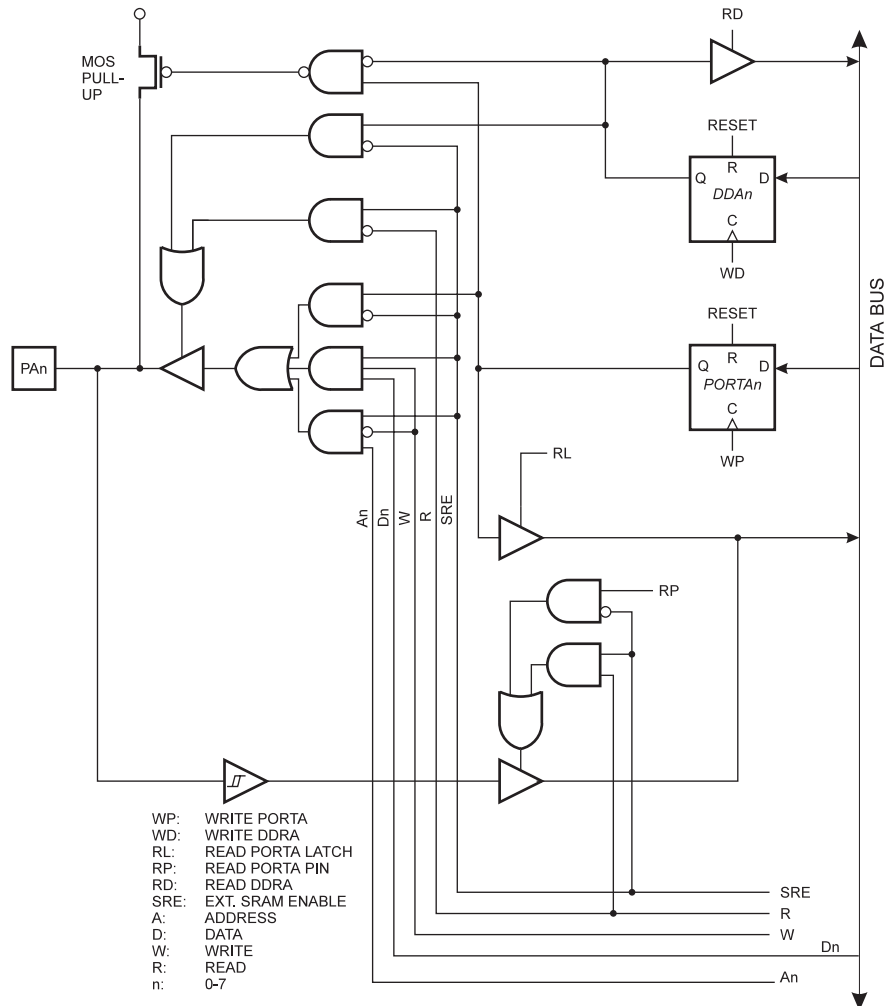 RD
MOS
PULL-
UP
RESET
R
Q
D
DDAn
C
WD
RESET
PAn
R
Q
D
PORTAn
C
WP
DATA BUS
RL
An
Dn
W
R
SRE
RP
WP: WRITE PORTA
WD: WRITE DDRA
RL: READ PORTA LATCH
RP: READ PORTA PIN
RD: READ DDRA
SRE: EXT. SRAM ENABLE
A: ADDRESS
D: DATA
W: WRITE
R: READ
n: 0-7
SRE
R
W
Dn
An